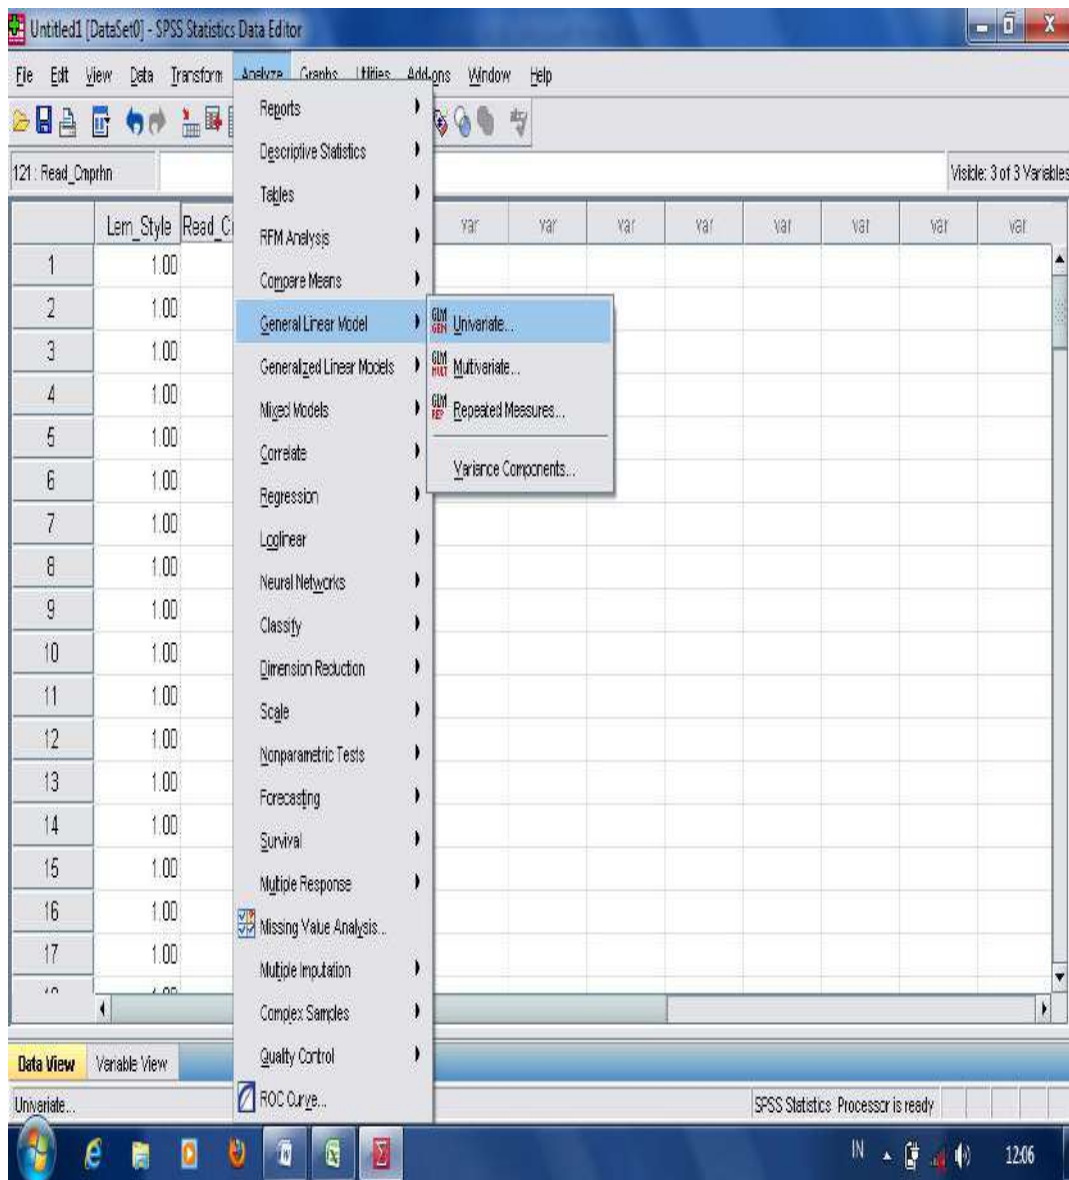 Untitled1 [DataSet0] - SPSS Statistics Data Editor
File Edit View Data Transform Analyze Graphs Utilities Add-ons Window Help
121 : Read_Cmprhn
Visible: 3 of 3 Variables
Lern_Style Read_C var var var var var var var var
1 1.00
2 1.00
3 1.00
4 1.00
5 1.00
6 1.00
7 1.00
8 1.00
9 1.00
10 1.00
11 1.00
12 1.00
13 1.00
14 1.00
15 1.00
16 1.00
17 1.00
Reports
Descriptive Statistics
Tables
RFM Analysis
Compare Means
General Linear Model
Generalized Linear Models
Mixed Models
Correlate
Regression
Loglinear
Neural Networks
Classify
Dimension Reduction
Scale
Nonparametric Tests
Forecasting
Survival
Multiple Response
Missing Value Analysis...
Multiple Imputation
Complex Samples
Quality Control
ROC Curve...
GLM GEN Univariate...
GLM MULT Multivariate...
GLM REP Repeated Measures...
Variance Components...
Data View Variable View
Univariate...
SPSS Statistics Processor is ready
IN 12:06